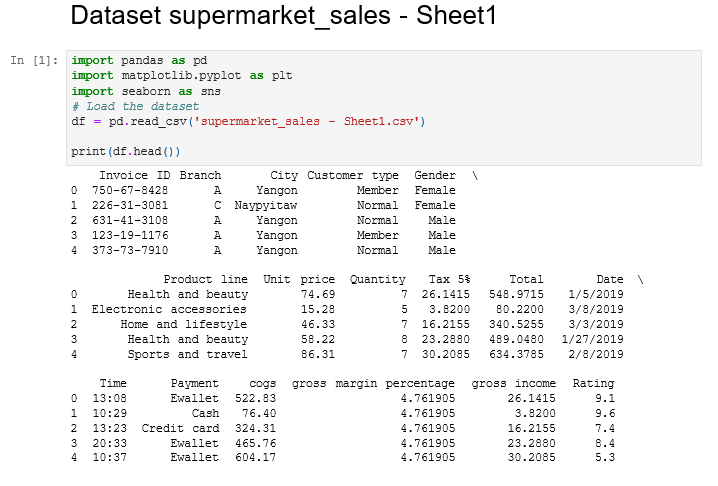 Dataset supermarket_sales - Sheet1
In [1]: import pandas as pd
import matplotlib.pyplot as plt
import seaborn as sns
# Load the dataset
df = pd.read_csv('supermarket_sales - Sheet1.csv')
print(df.head())
Invoice ID Branch City Customer type Gender \
0 750-67-8428 A Yangon Member Female
1 226-31-3081 C Naypyitaw Normal Female
2 631-41-3108 A Yangon Normal Male
3 123-19-1176 A Yangon Member Male
4 373-73-7910 A Yangon Normal Male
Product line Unit price Quantity Tax 5% Total Date \
0 Health and beauty 74.69 7 26.1415 548.9715 1/5/2019
1 Electronic accessories 15.28 5 3.8200 80.2200 3/8/2019
2 Home and lifestyle 46.33 7 16.2155 340.5255 3/3/2019
3 Health and beauty 58.22 8 23.2880 489.0480 1/27/2019
4 Sports and travel 86.31 7 30.2085 634.3785 2/8/2019
Time Payment cogs gross margin percentage gross income Rating
0 13:08 Ewallet 522.83 4.761905 26.1415 9.1
1 10:29 Cash 76.40 4.761905 3.8200 9.6
2 13:23 Credit card 324.31 4.761905 16.2155 7.4
3 20:33 Ewallet 465.76 4.761905 23.2880 8.4
4 10:37 Ewallet 604.17 4.761905 30.2085 5.3